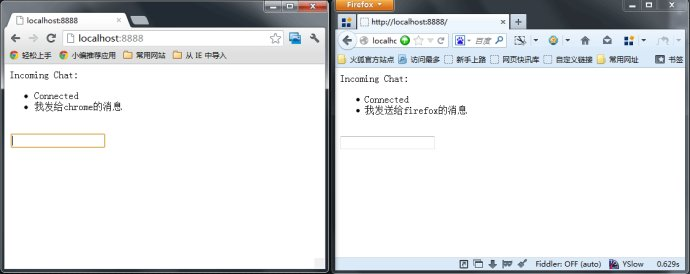 localhost:8888
localhost:8888
轻松上手 小编推荐应用 常用网站 从 IE 中导入
Incoming Chat:
Connected
我发给chrome的消息
Firefox
http://localhost:8888/
localhc 百度
火狐官方站点 访问最多 新手上路 网页快讯库 自定义链接 常用网址 书签
Incoming Chat:
Connected
我发送给firefox的消息
Fiddler: OFF (auto) YSlow 0.629s